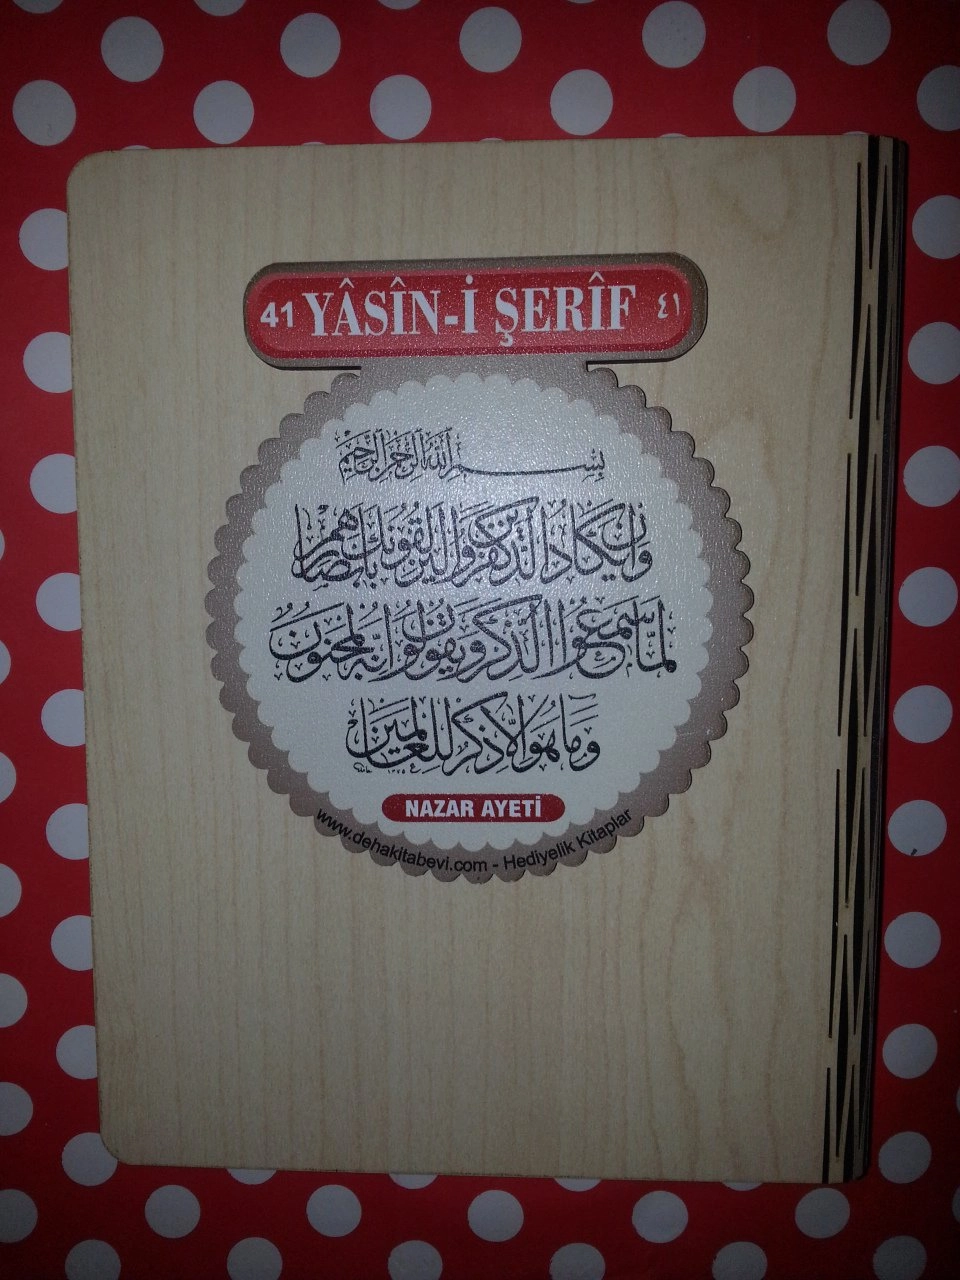 41 YÂSÎN-İ ŞERÎF ٤١
بسم الله الرحمن الرحيم
وان يكاد الذين كفروا ليزلقونك بابصارهم
لما سمعوا الذكر ويقولون انه لمجنون
وما هو الا ذكر للعالمين
NAZAR AYETİ
www.dehakitabevi.com - Hediyelik Kitaplar